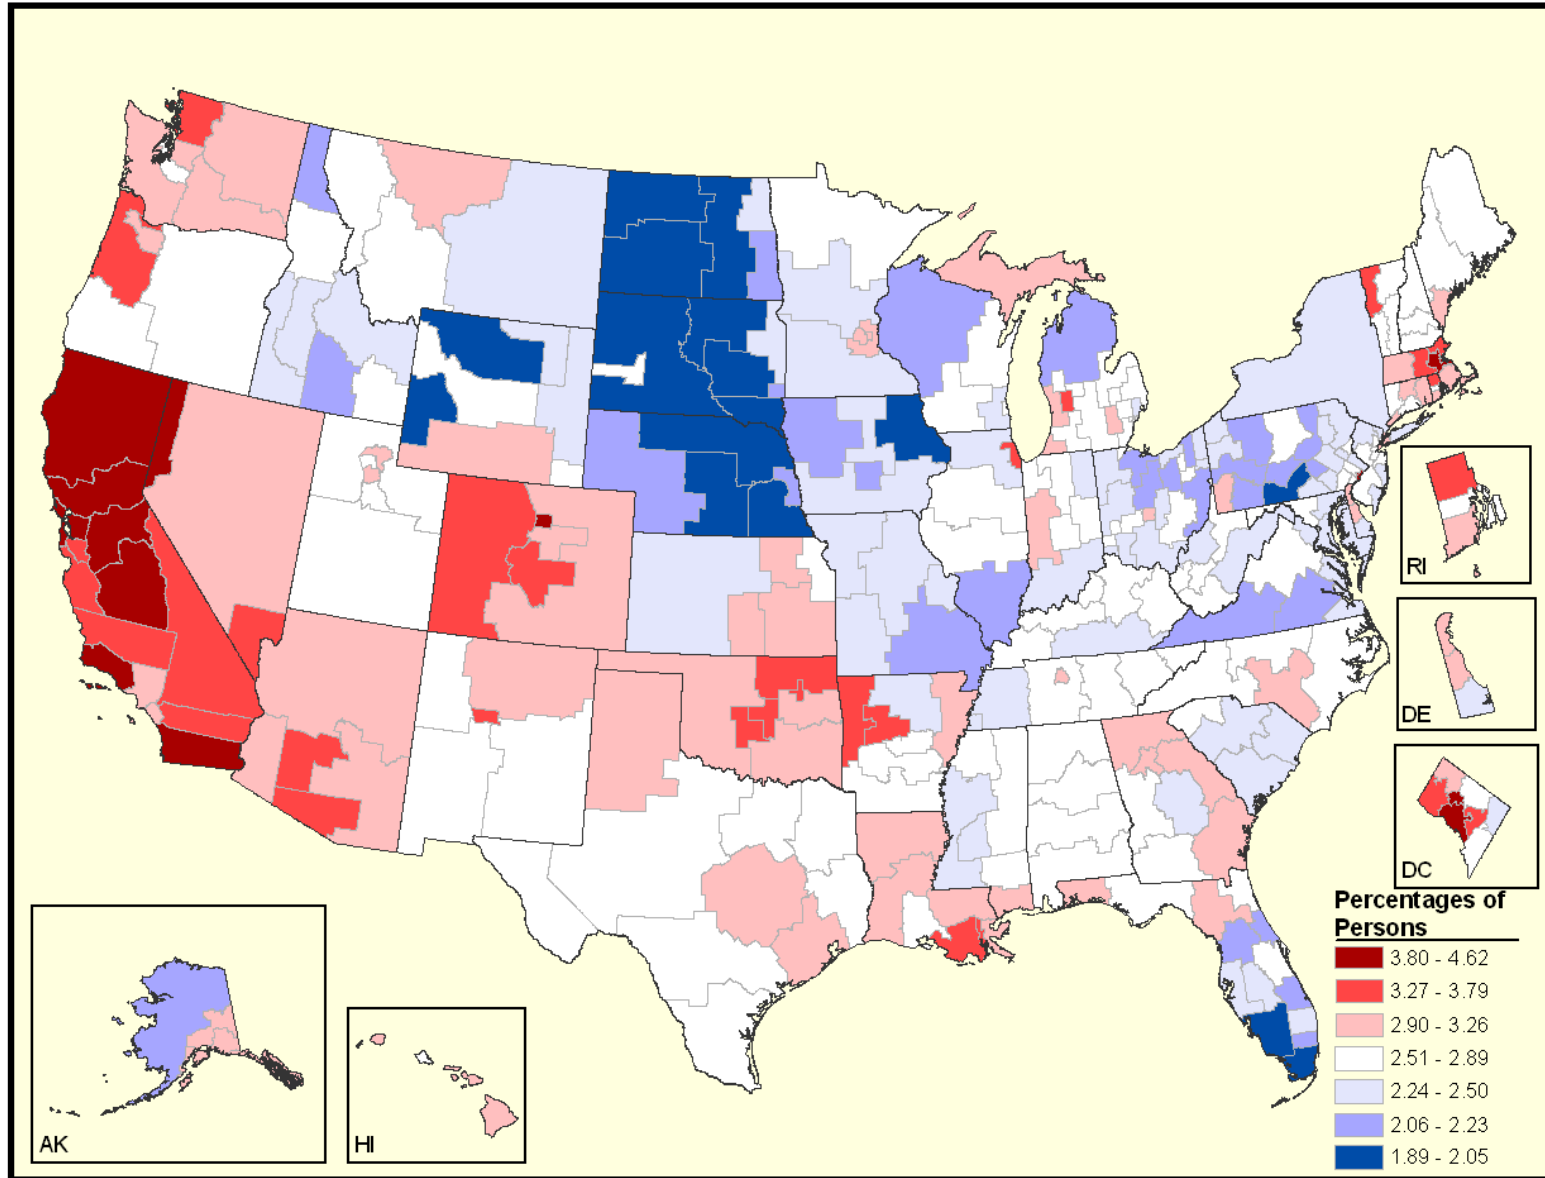 RI
DE
DC
Percentages of
Persons
3.80 - 4.62
3.27 - 3.79
2.90 - 3.26
2.51 - 2.89
2.24 - 2.50
2.06 - 2.23
1.89 - 2.05
AK
HI